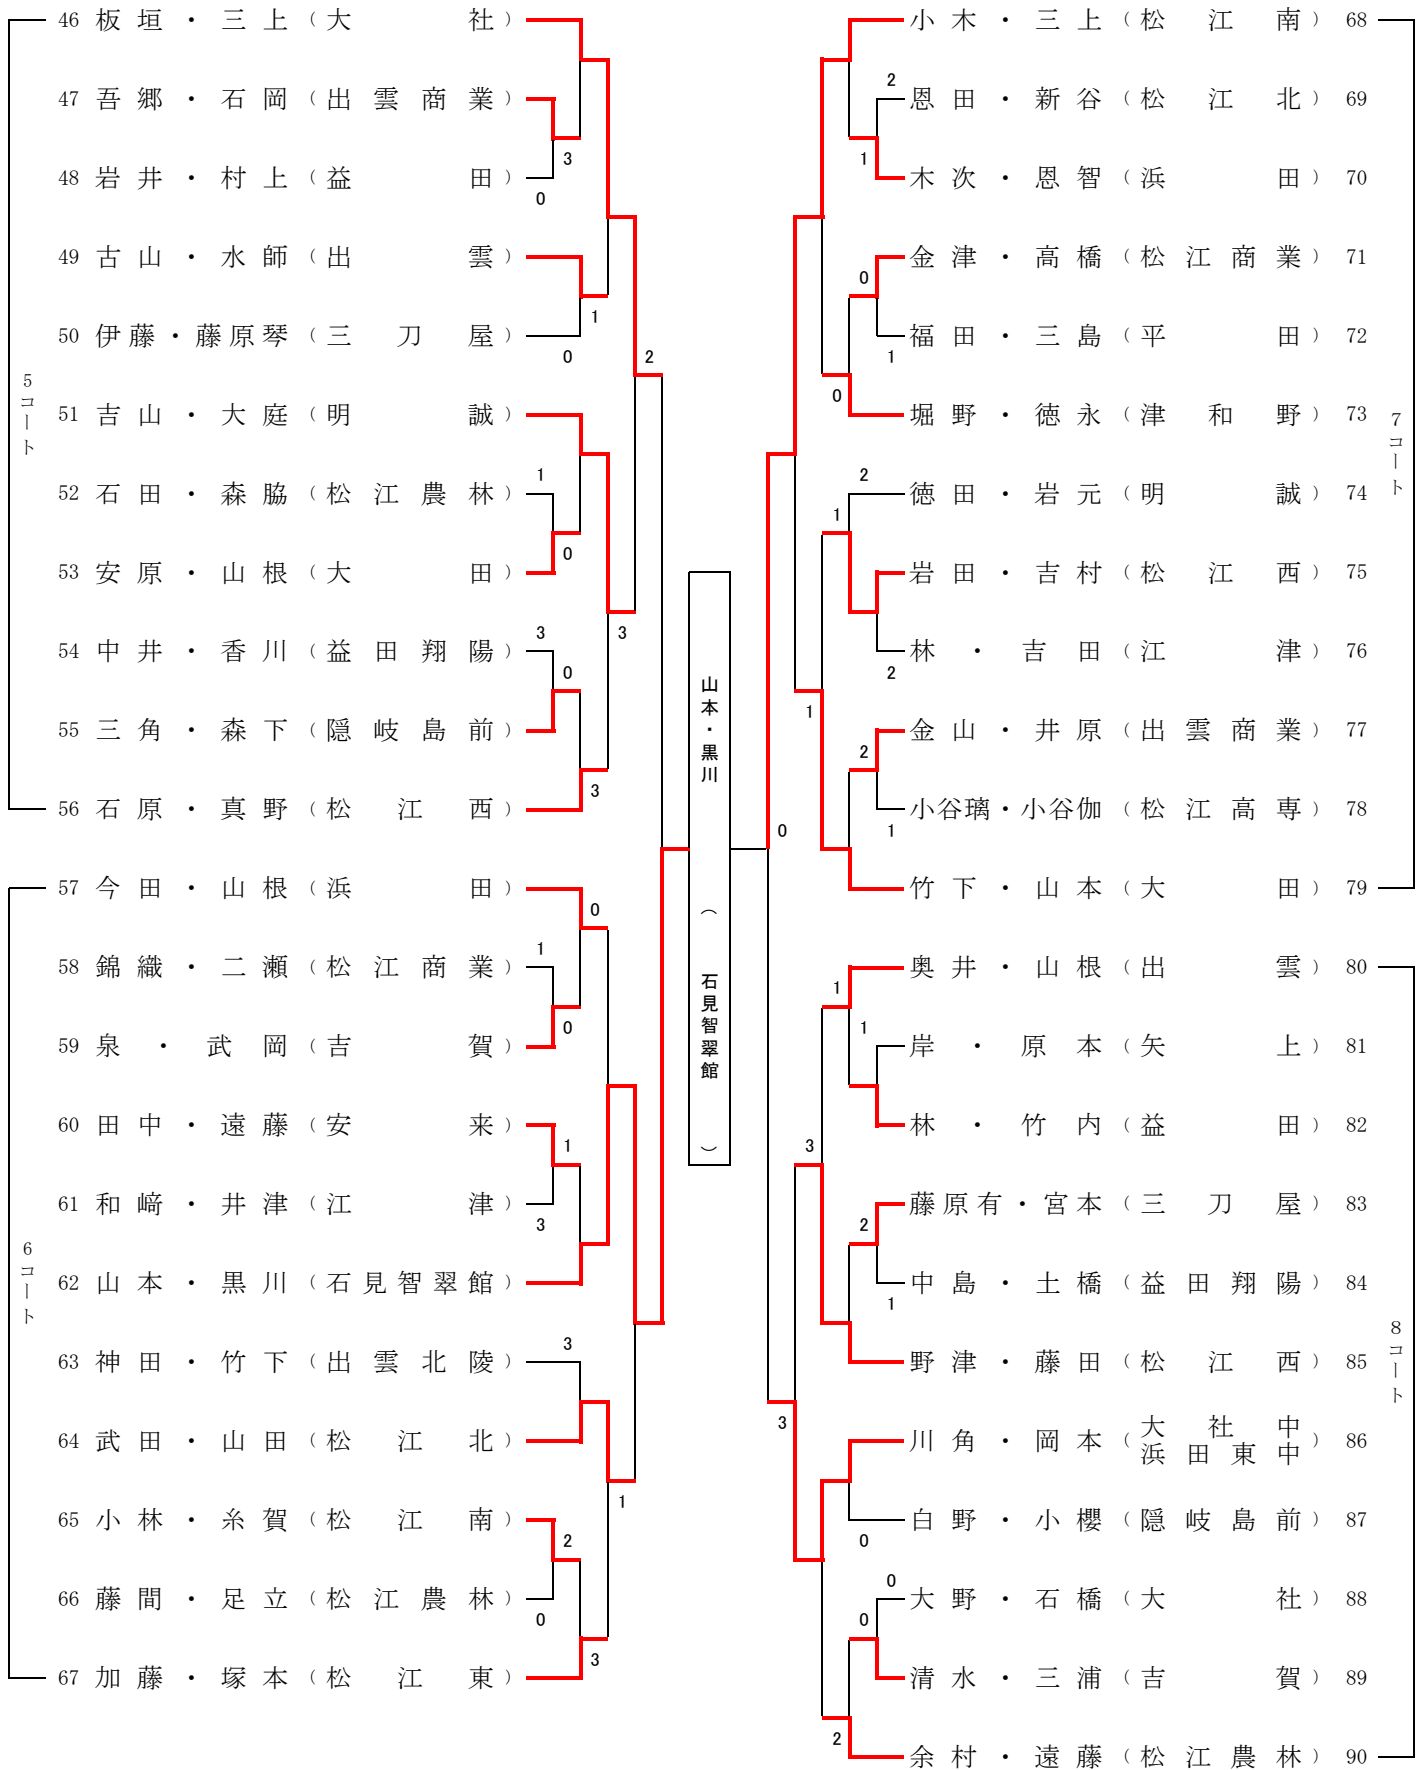 46 板垣・三上（大社）
47 吾郷・石岡（出雲商業）
3
48 岩井・村上（益田）
0
49 古山・水師（出雲）
1
50 伊藤・藤原琴（三刀屋）
0
2
5コート
51 吉山・大庭（明誠）
1
52 石田・森脇（松江農林）
0
53 安原・山根（大田）
3
3
54 中井・香川（益田翔陽）
0
55 三角・森下（隠岐島前）
3
56 石原・真野（松江西）
57 今田・山根（浜田）
0
1
58 錦織・二瀬（松江商業）
0
59 泉・武岡（吉賀）
60 田中・遠藤（安来）
1
61 和﨑・井津（江津）
3
6コート
62 山本・黒川（石見智翠館）
3
63 神田・竹下（出雲北陵）
64 武田・山田（松江北）
1
65 小林・糸賀（松江南）
2
66 藤間・足立（松江農林）
0
3
67 加藤・塚本（松江東）
山本・黒川
（石見智翠館）
0
3
小木・三上（松江南）68
2
恩田・新谷（松江北）69
1
木次・恩智（浜田）70
金津・高橋（松江商業）71
0
福田・三島（平田）72
1
0
堀野・徳永（津和野）73
7コート
2
徳田・岩元（明誠）74
1
岩田・吉村（松江西）75
林・吉田（江津）76
2
1
金山・井原（出雲商業）77
2
小谷璃・小谷伽（松江高専）78
1
竹下・山本（大田）79
奥井・山根（出雲）80
1
1
岸・原本（矢上）81
林・竹内（益田）82
3
藤原有・宮本（三刀屋）83
2
中島・土橋（益田翔陽）84
1
8コート
野津・藤田（松江西）85
川角・岡本（大社中 浜田東中）86
白野・小櫻（隠岐島前）87
0
0
大野・石橋（大社）88
0
清水・三浦（吉賀）89
2
余村・遠藤（松江農林）90